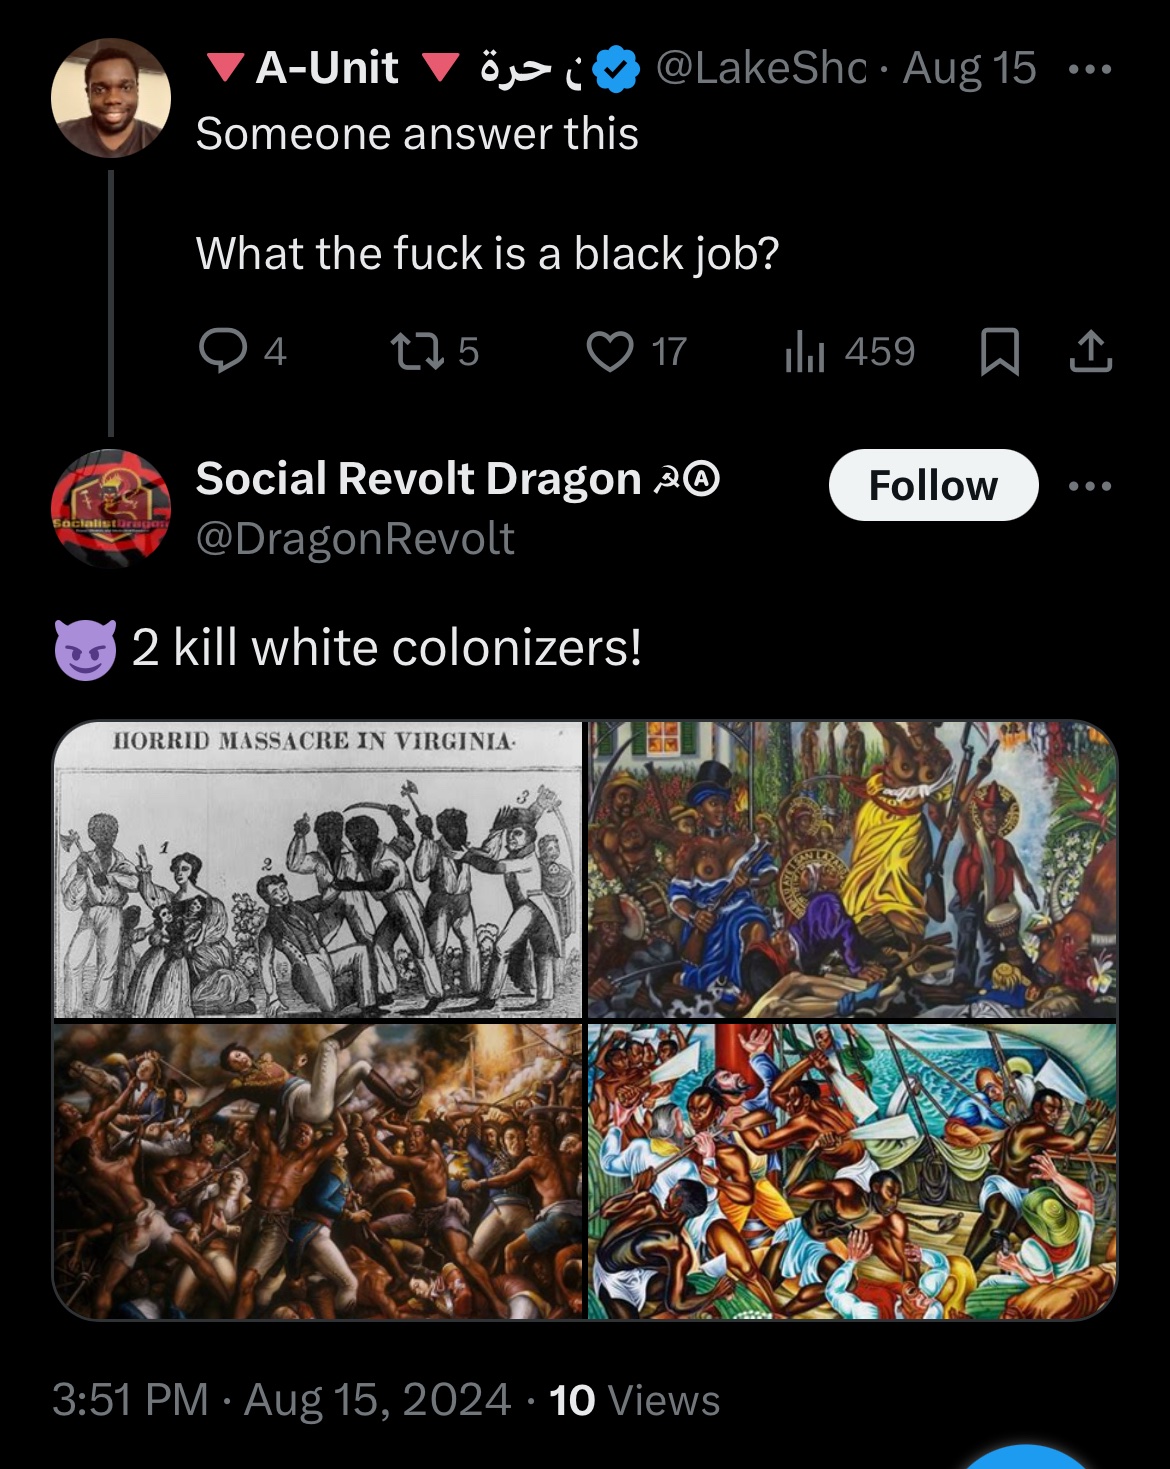 🔻A-Unit 🔻 ن حرة @LakeSho · Aug 15
Someone answer this
What the fuck is a black job?
4 5 17 459
Social Revolt Dragon ☭Ⓐ
Follow
@DragonRevolt
SocialistDragon
😈 2 kill white colonizers!
HORRID MASSACRE IN VIRGINIA.
1
2
3
3:51 PM · Aug 15, 2024 · 10 Views